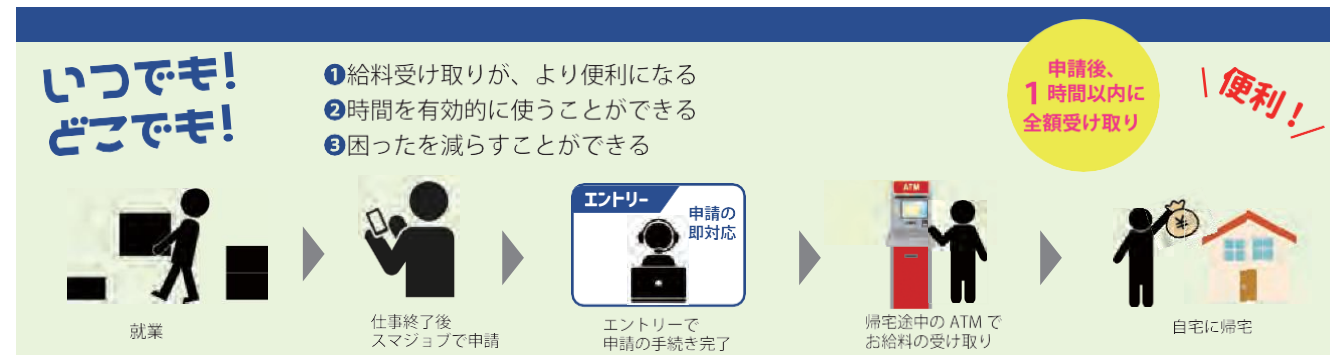 いつでも!
どこでも!
❶給料受け取りが、より便利になる
❷時間を有効的に使うことができる
❸困ったを減らすことができる
申請後、
1時間以内に
全額受け取り
便利!
就業
仕事終了後
スマジョブで申請
エントリー
申請の
即対応
エントリーで
申請の手続き完了
ATM
帰宅途中の ATM で
お給料の受け取り
¥
自宅に帰宅